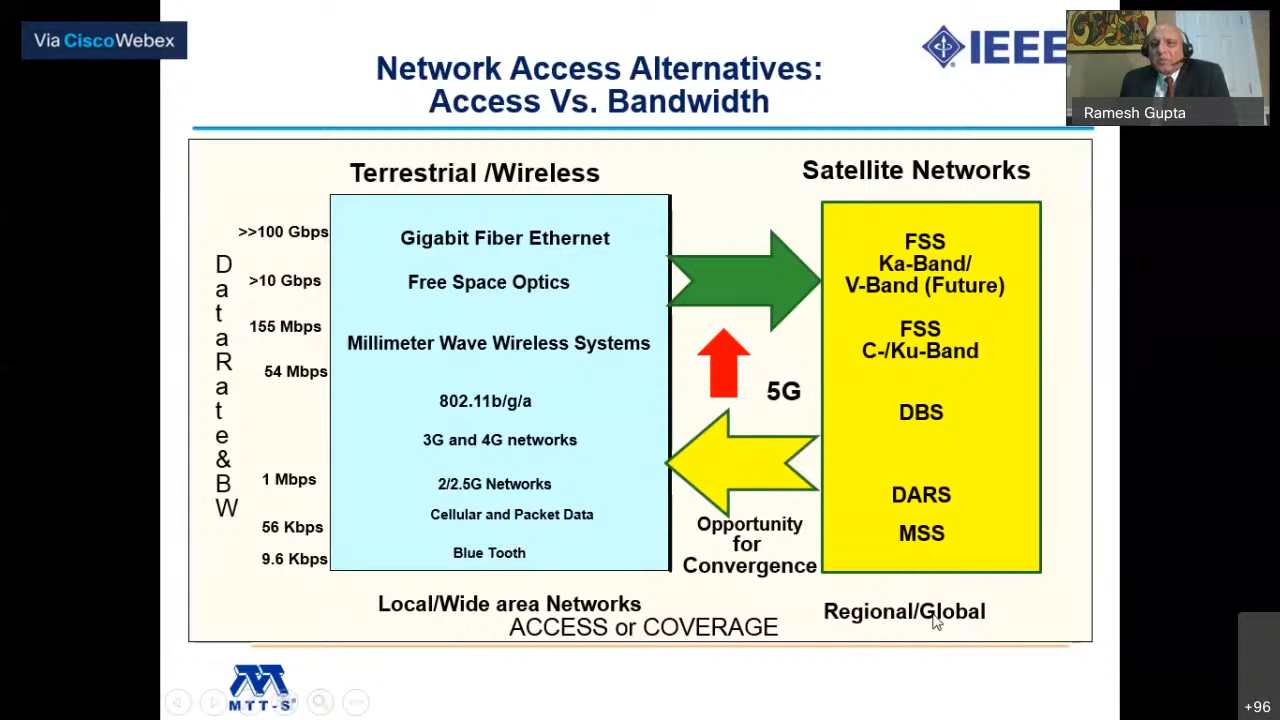 Via CiscoWebex
IEEE
Ramesh Gupta
Network Access Alternatives:
Access Vs. Bandwidth
Terrestrial /Wireless
Satellite Networks
Data Rate & BW
>>100 Gbps
>10 Gbps
155 Mbps
54 Mbps
1 Mbps
56 Kbps
9.6 Kbps
Gigabit Fiber Ethernet
Free Space Optics
Millimeter Wave Wireless Systems
802.11b/g/a
3G and 4G networks
2/2.5G Networks
Cellular and Packet Data
Blue Tooth
5G
Opportunity
for
Convergence
FSS
Ka-Band/
V-Band (Future)
FSS
C-/Ku-Band
DBS
DARS
MSS
Local/Wide area Networks
Regional/Global
ACCESS or COVERAGE
MTT-S
+96